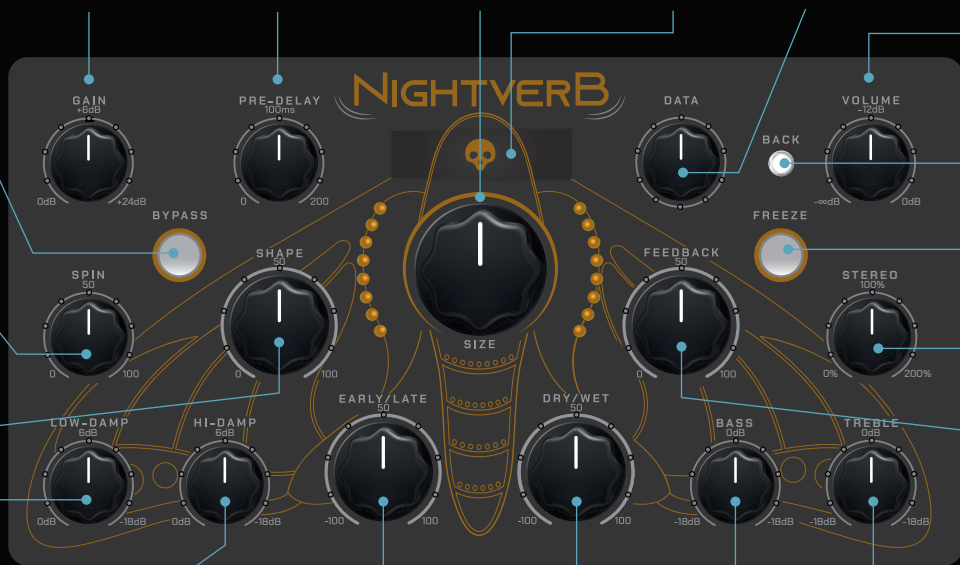 NIGHTVERB
GAIN
+6dB
0dB
+24dB
PRE-DELAY
100ms
0
200
DATA
BACK
VOLUME
-12dB
-∞dB
0dB
BYPASS
FREEZE
SPIN
50
0
100
SHAPE
50
0
100
SIZE
FEEDBACK
50
0
100
STEREO
100%
0%
200%
LOW-DAMP
6dB
0dB
-18dB
HI-DAMP
6dB
0dB
-18dB
EARLY/LATE
50
-100
100
DRY/WET
50
-100
100
BASS
0dB
-18dB
-18dB
TREBLE
0dB
-18dB
-18dB